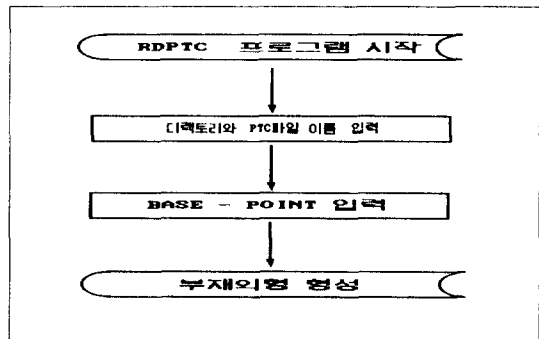 RDPTC 프로그램 시작
디렉토리와 PTC파일 이름 입력
BASE - POINT 입력
부재의형 형성